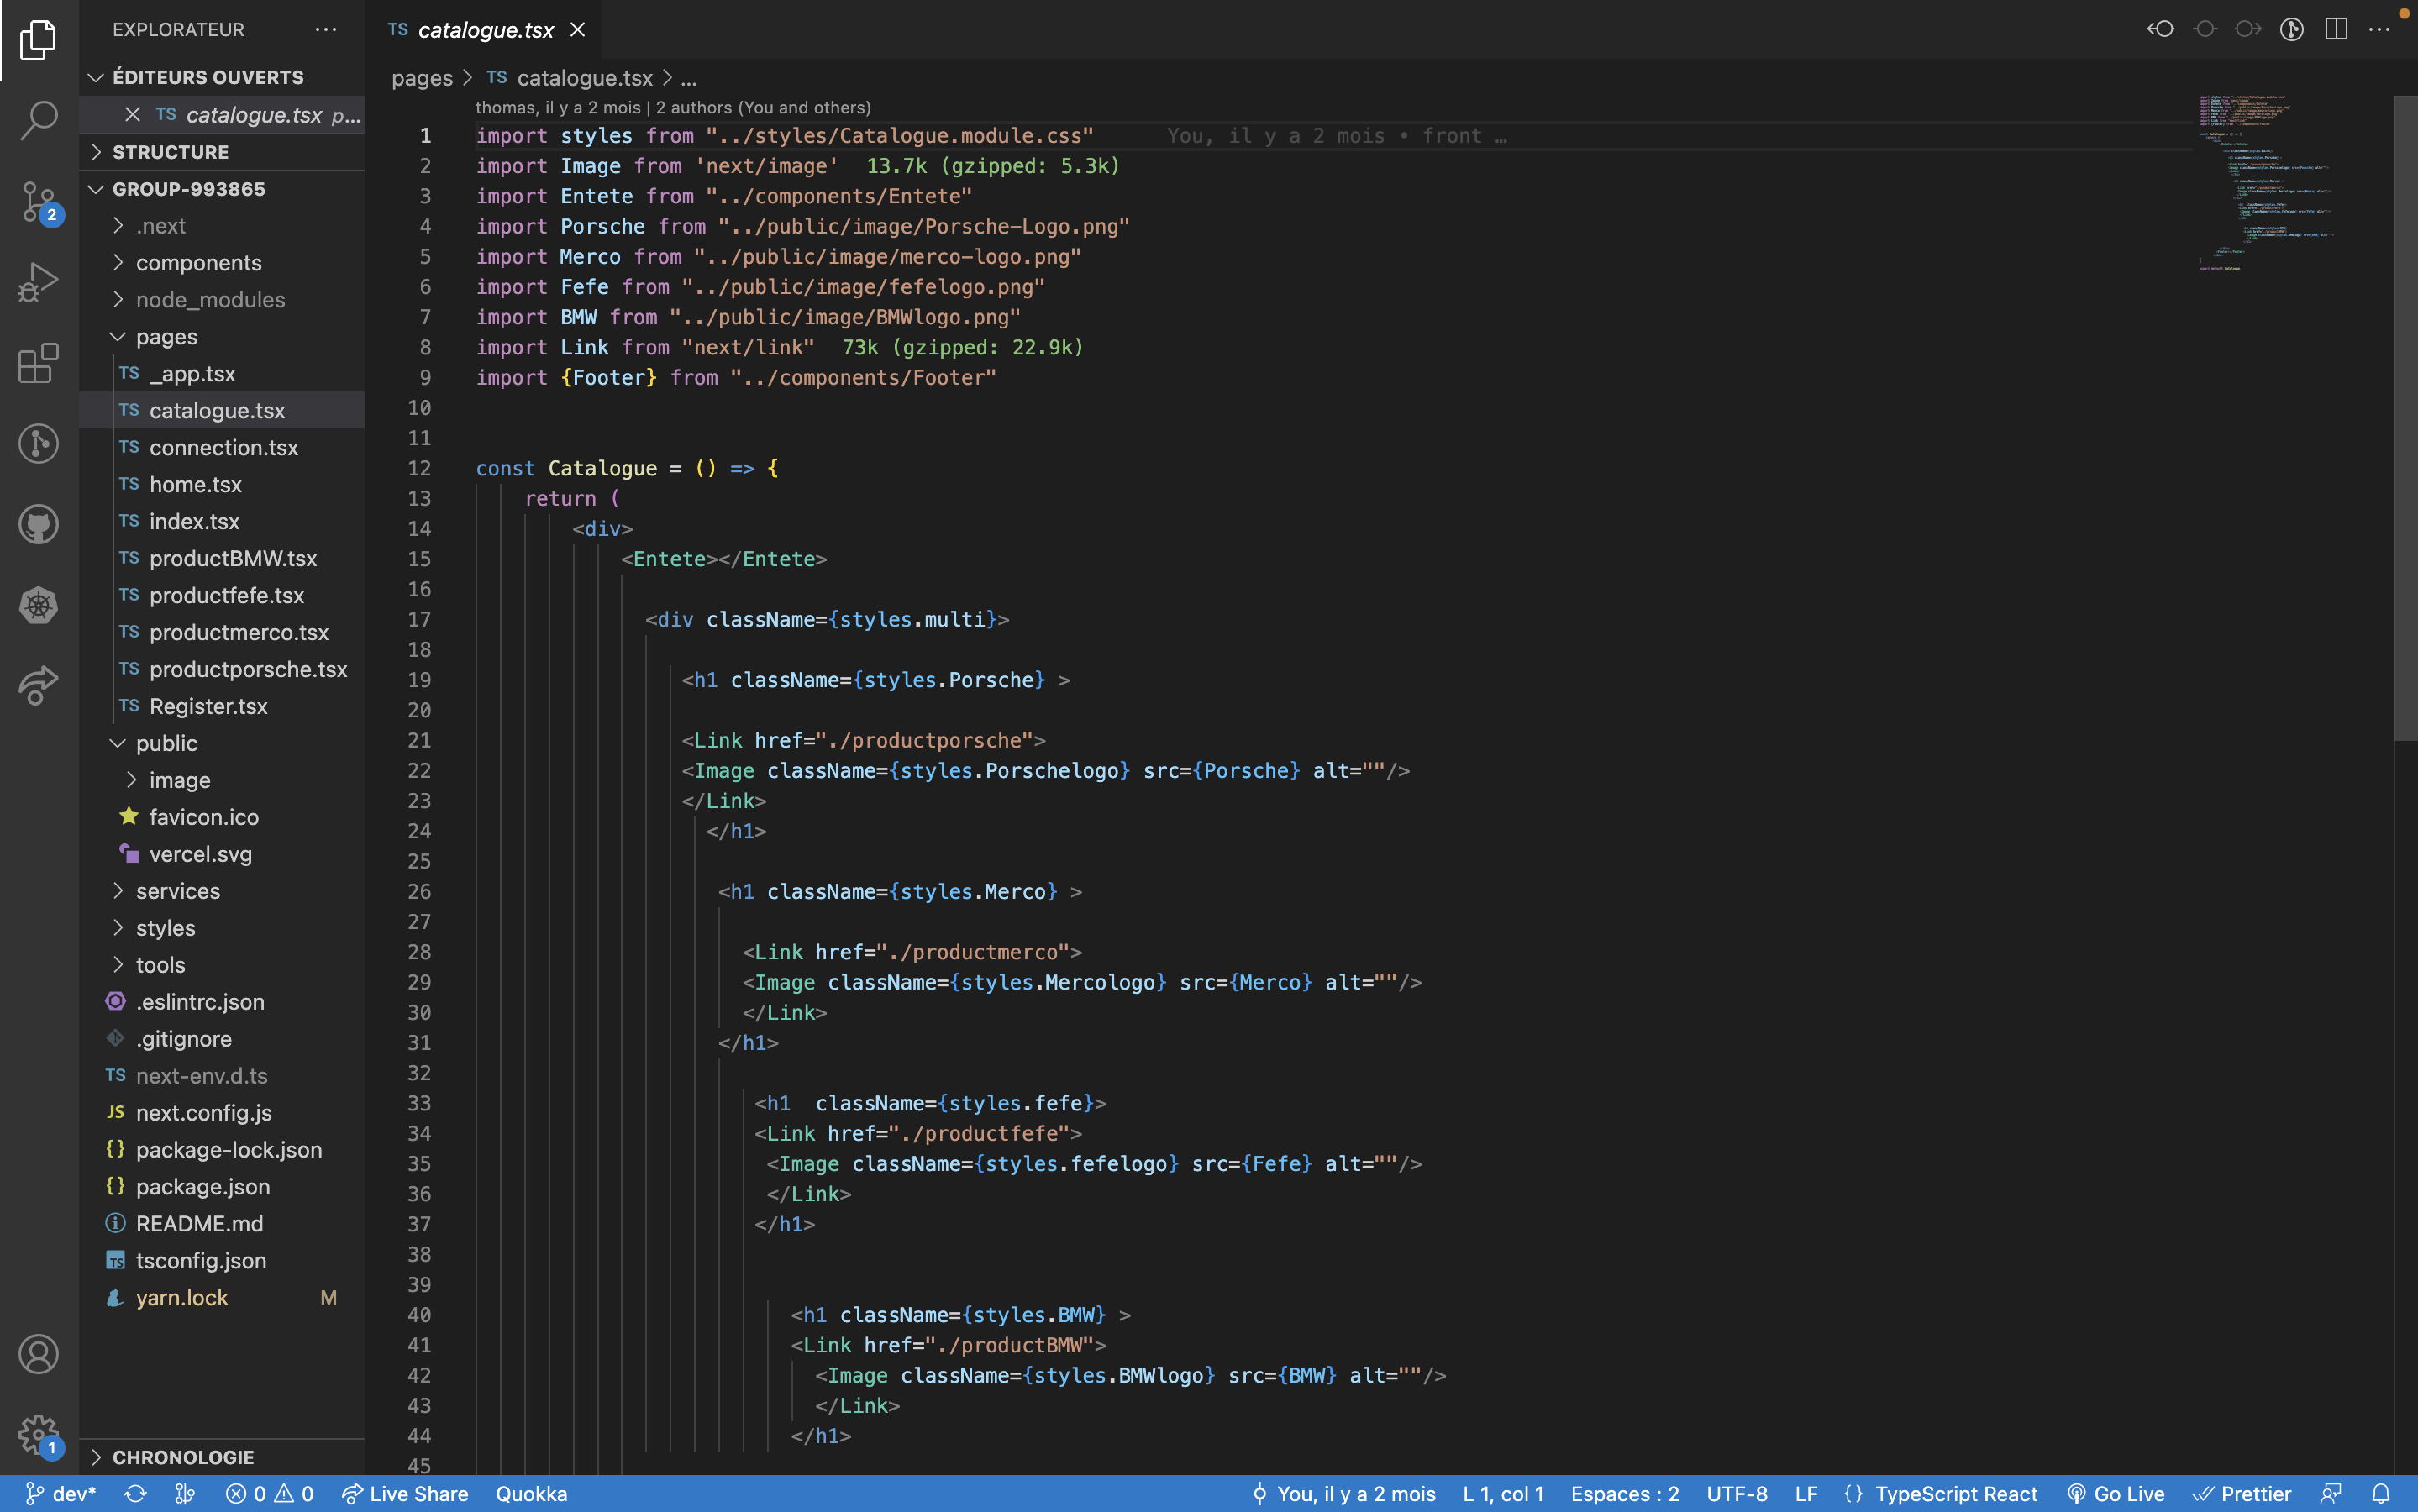 EXPLORATEUR
ÉDITEURS OUVERTS
TS catalogue.tsx p...
STRUCTURE
GROUP-993865
.next
components
node_modules
pages
TS _app.tsx
TS catalogue.tsx
TS connection.tsx
TS home.tsx
TS index.tsx
TS productBMW.tsx
TS productfefe.tsx
TS productmerco.tsx
TS productporsche.tsx
TS Register.tsx
public
image
favicon.ico
vercel.svg
services
styles
tools
.eslintrc.json
.gitignore
TS next-env.d.ts
JS next.config.js
{} package-lock.json
{} package.json
README.md
TS tsconfig.json
yarn.lock M
CHRONOLOGIE
2
1
TS catalogue.tsx
pages > TS catalogue.tsx > ...
thomas, il y a 2 mois | 2 authors (You and others)
1 import styles from "../styles/Catalogue.module.css" You, il y a 2 mois • front …
2 import Image from 'next/image' 13.7k (gzipped: 5.3k)
3 import Entete from "../components/Entete"
4 import Porsche from "../public/image/Porsche-Logo.png"
5 import Merco from "../public/image/merco-logo.png"
6 import Fefe from "../public/image/fefelogo.png"
7 import BMW from "../public/image/BMWlogo.png"
8 import Link from "next/link" 73k (gzipped: 22.9k)
9 import {Footer} from "../components/Footer"
10
11
12 const Catalogue = () => {
13 return (
14 <div>
15 <Entete></Entete>
16
17 <div className={styles.multi}>
18
19 <h1 className={styles.Porsche} >
20
21 <Link href="./productporsche">
22 <Image className={styles.Porschelogo} src={Porsche} alt=""/>
23 </Link>
24 </h1>
25
26 <h1 className={styles.Merco} >
27
28 <Link href="./productmerco">
29 <Image className={styles.Mercologo} src={Merco} alt=""/>
30 </Link>
31 </h1>
32
33 <h1  className={styles.fefe}>
34 <Link href="./productfefe">
35 <Image className={styles.fefelogo} src={Fefe} alt=""/>
36 </Link>
37 </h1>
38
39
40 <h1 className={styles.BMW} >
41 <Link href="./productBMW">
42 <Image className={styles.BMWlogo} src={BMW} alt=""/>
43 </Link>
44 </h1>
45
dev* 0 0 Live Share Quokka You, il y a 2 mois L 1, col 1 Espaces : 2 UTF-8 LF {} TypeScript React Go Live Prettier